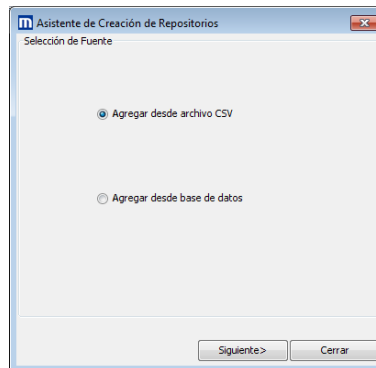 m Asistente de Creación de Repositorios
Selección de Fuente
Agregar desde archivo CSV
Agregar desde base de datos
Siguiente> Cerrar